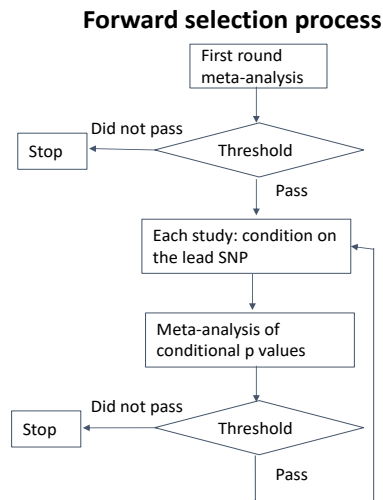 Forward selection process
First round
meta-analysis
Did not pass
Stop
Threshold
Pass
Each study: condition on
the lead SNP
Meta-analysis of
conditional p values
Did not pass
Stop
Threshold
Pass